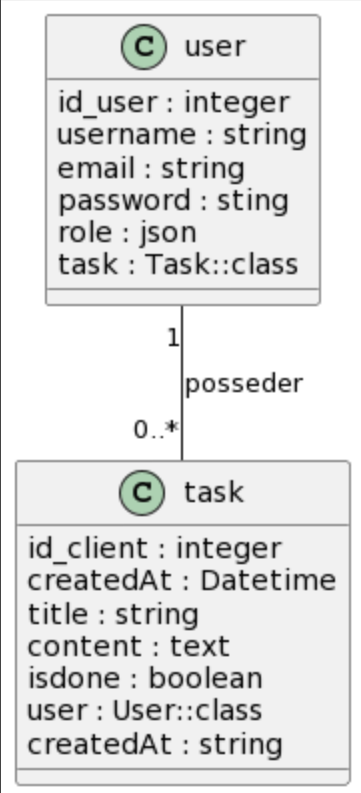 C user
id_user : integer
username : string
email : string
password : sting
role : json
task : Task::class
1
posseder
0..*
C task
id_client : integer
createdAt : Datetime
title : string
content : text
isdone : boolean
user : User::class
createdAt : string